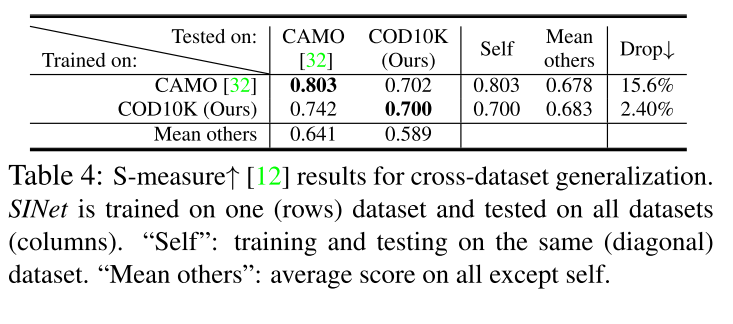 Tested on: CAMO COD10K Self Mean Drop↓
Trained on: [32] (Ours) others
CAMO [32] 0.803 0.702 0.803 0.678 15.6%
COD10K (Ours) 0.742 0.700 0.700 0.683 2.40%
Mean others 0.641 0.589
Table 4: S-measure↑ [12] results for cross-dataset generalization.
SINet is trained on one (rows) dataset and tested on all datasets
(columns). “Self”: training and testing on the same (diagonal)
dataset. “Mean others”: average score on all except self.